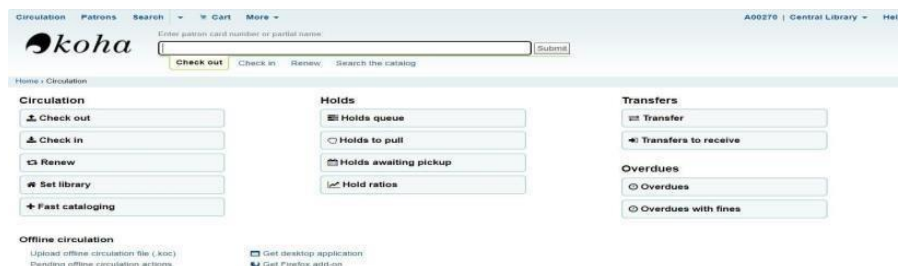 Circulation Patrons Search Cart More A00270 | Central Library Hel
koha
Enter patron card number or partial name:
Submit
Check out Check in Renew Search the catalog
Home › Circulation
Circulation
Check out
Check in
Renew
Set library
Fast cataloging
Holds
Holds queue
Holds to pull
Holds awaiting pickup
Hold ratios
Transfers
Transfer
Transfers to receive
Overdues
Overdues
Overdues with fines
Offline circulation
Upload offline circulation file (.koc)
Pending offline circulation actions
Get desktop application
Get Firefox add-on